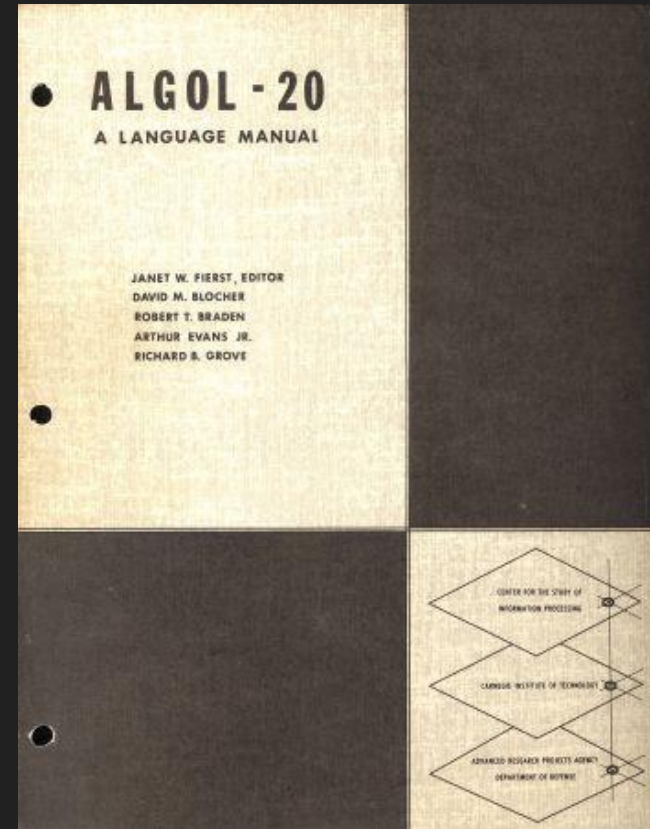 ALGOL - 20
A LANGUAGE MANUAL
JANET W. FIERST, EDITOR
DAVID M. BLOCHER
ROBERT T. BRADEN
ARTHUR EVANS JR.
RICHARD B. GROVE
CENTER FOR THE STUDY OF
INFORMATION PROCESSING
CARNEGIE INSTITUTE OF TECHNOLOGY
ADVANCED RESEARCH PROJECTS AGENCY
DEPARTMENT OF DEFENSE